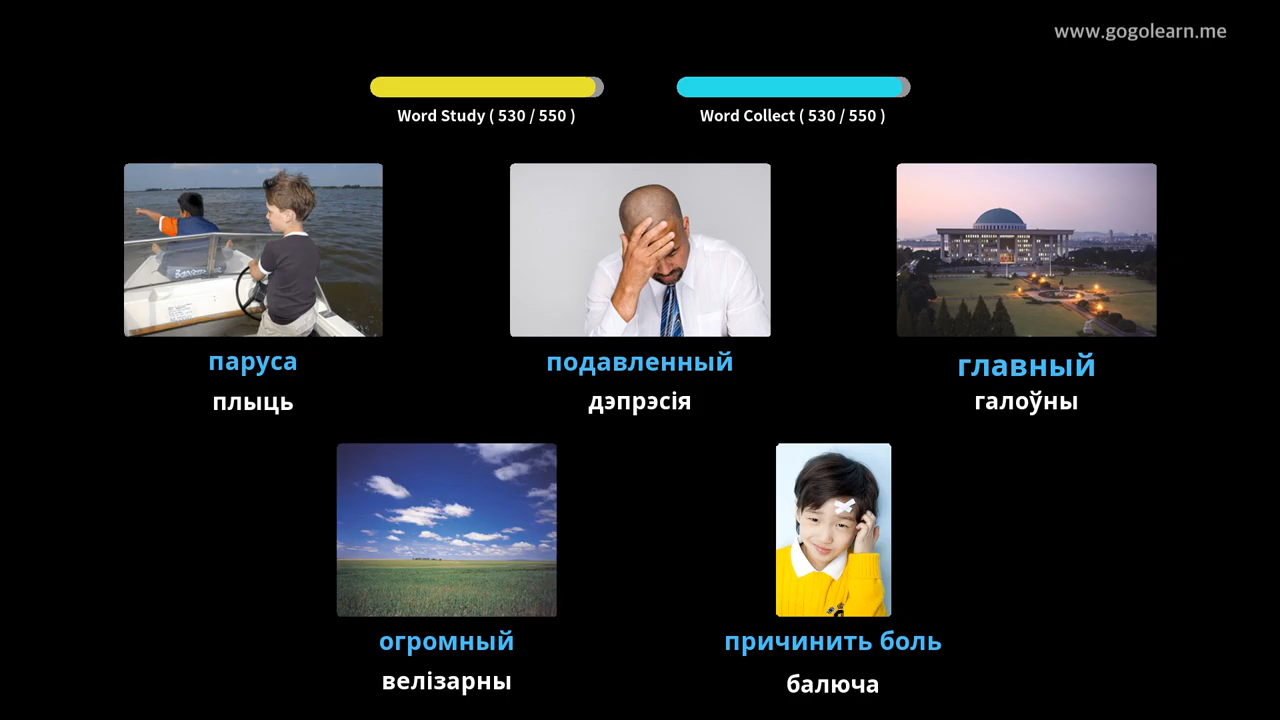 www.gogolearn.me
Word Study ( 530 / 550 )
Word Collect ( 530 / 550 )
паруса
подавленный
главный
плыць
дэпрэсія
галоўны
огромный
причинить боль
велізарны
балюча